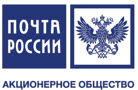 ПОЧТА
РОССИИ
АКЦИОНЕРНОЕ ОБЩЕСТВО